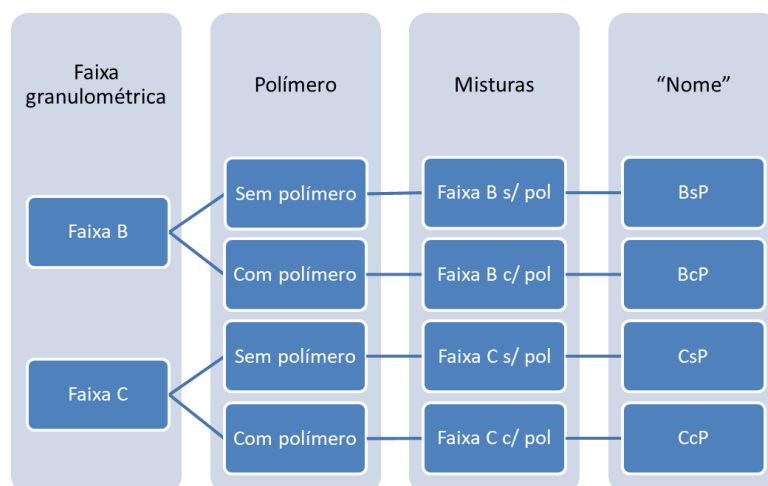 Faixa
granulométrica
Polímero
Misturas
“Nome”
Faixa B
Sem polímero
Faixa B s/ pol
BsP
Com polímero
Faixa B c/ pol
BcP
Faixa C
Sem polímero
Faixa C s/ pol
CsP
Com polímero
Faixa C c/ pol
CcP